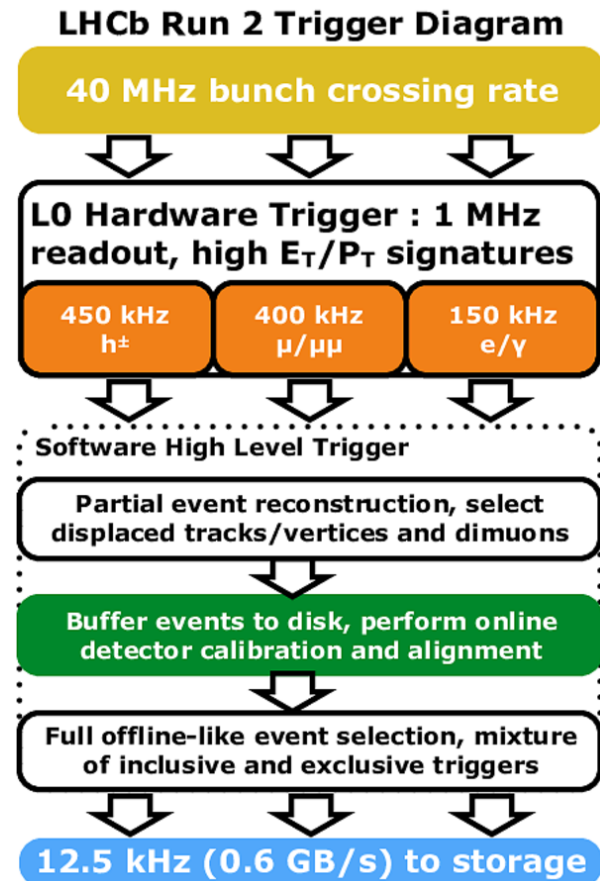 LHCb Run 2 Trigger Diagram
40 MHz bunch crossing rate
L0 Hardware Trigger : 1 MHz
readout, high E_T/P_T signatures
450 kHz
h±
400 kHz
μ/μμ
150 kHz
e/γ
Software High Level Trigger
Partial event reconstruction, select
displaced tracks/vertices and dimuons
Buffer events to disk, perform online
detector calibration and alignment
Full offline-like event selection, mixture
of inclusive and exclusive triggers
12.5 kHz (0.6 GB/s) to storage